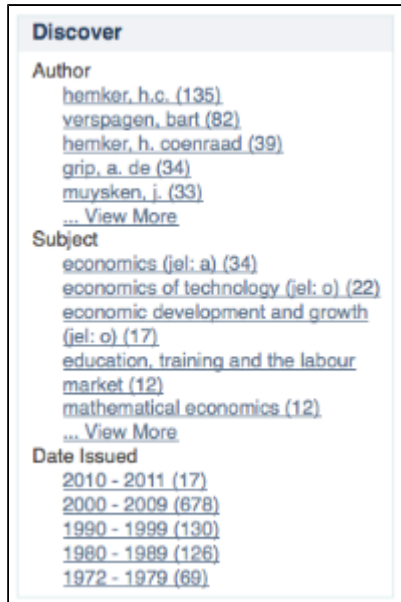 Discover
Author
hemker, h.c. (135)
verspagen, bart (82)
hemker, h. coenraad (39)
grip, a. de (34)
muysken, j. (33)
... View More
Subject
economics (jel: a) (34)
economics of technology (jel: o) (22)
economic development and growth
(jel: o) (17)
education, training and the labour
market (12)
mathematical economics (12)
... View More
Date Issued
2010 - 2011 (17)
2000 - 2009 (678)
1990 - 1999 (130)
1980 - 1989 (126)
1972 - 1979 (69)